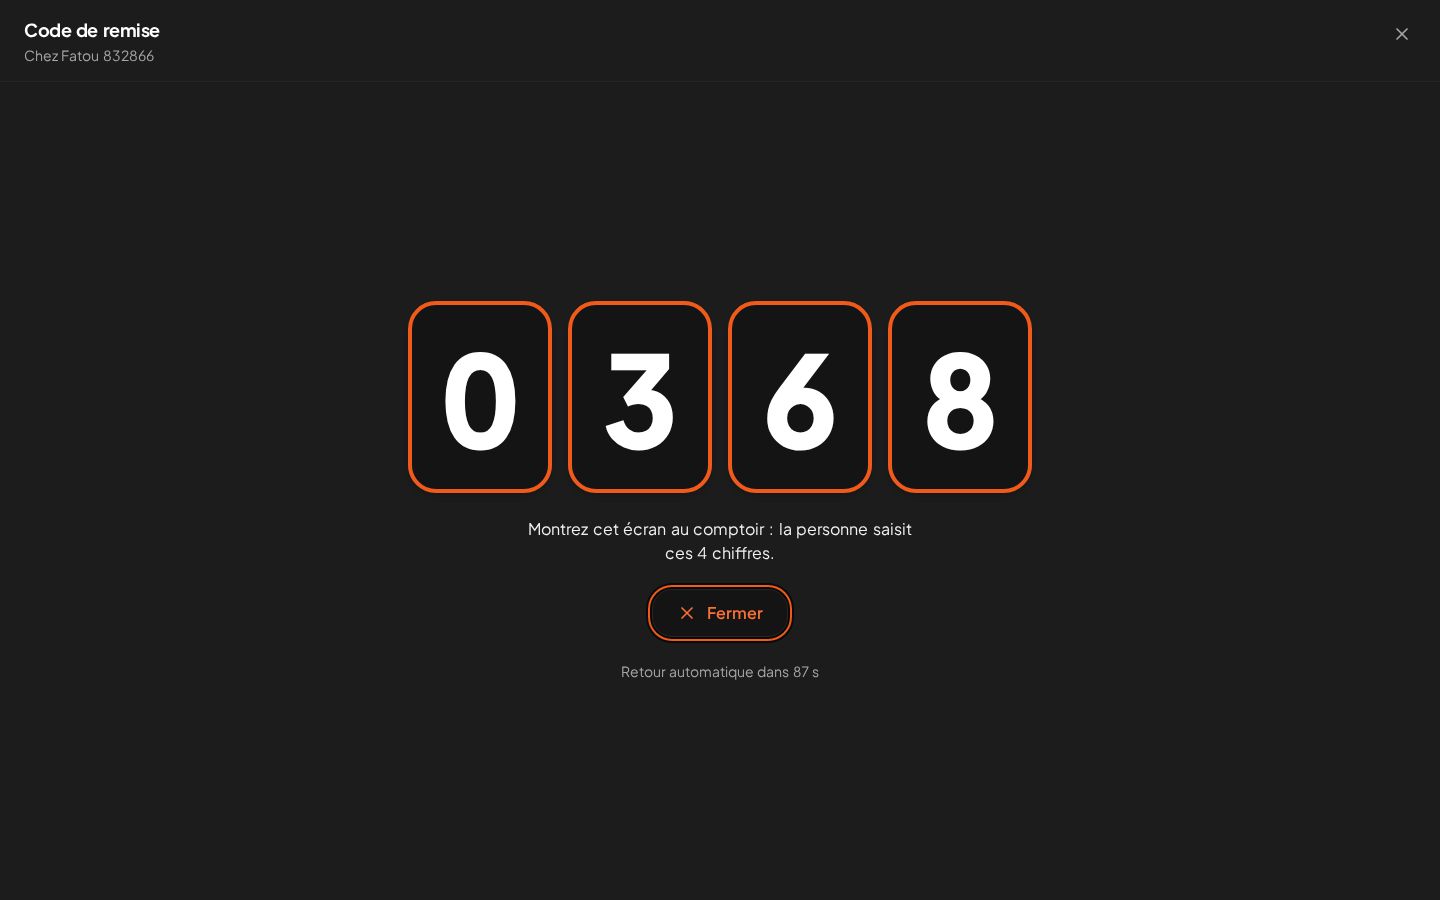 Code de remise
Chez Fatou 832866
0 3 6 8
Montrez cet écran au comptoir : la personne saisit
ces 4 chiffres.
Fermer
Retour automatique dans 87 s